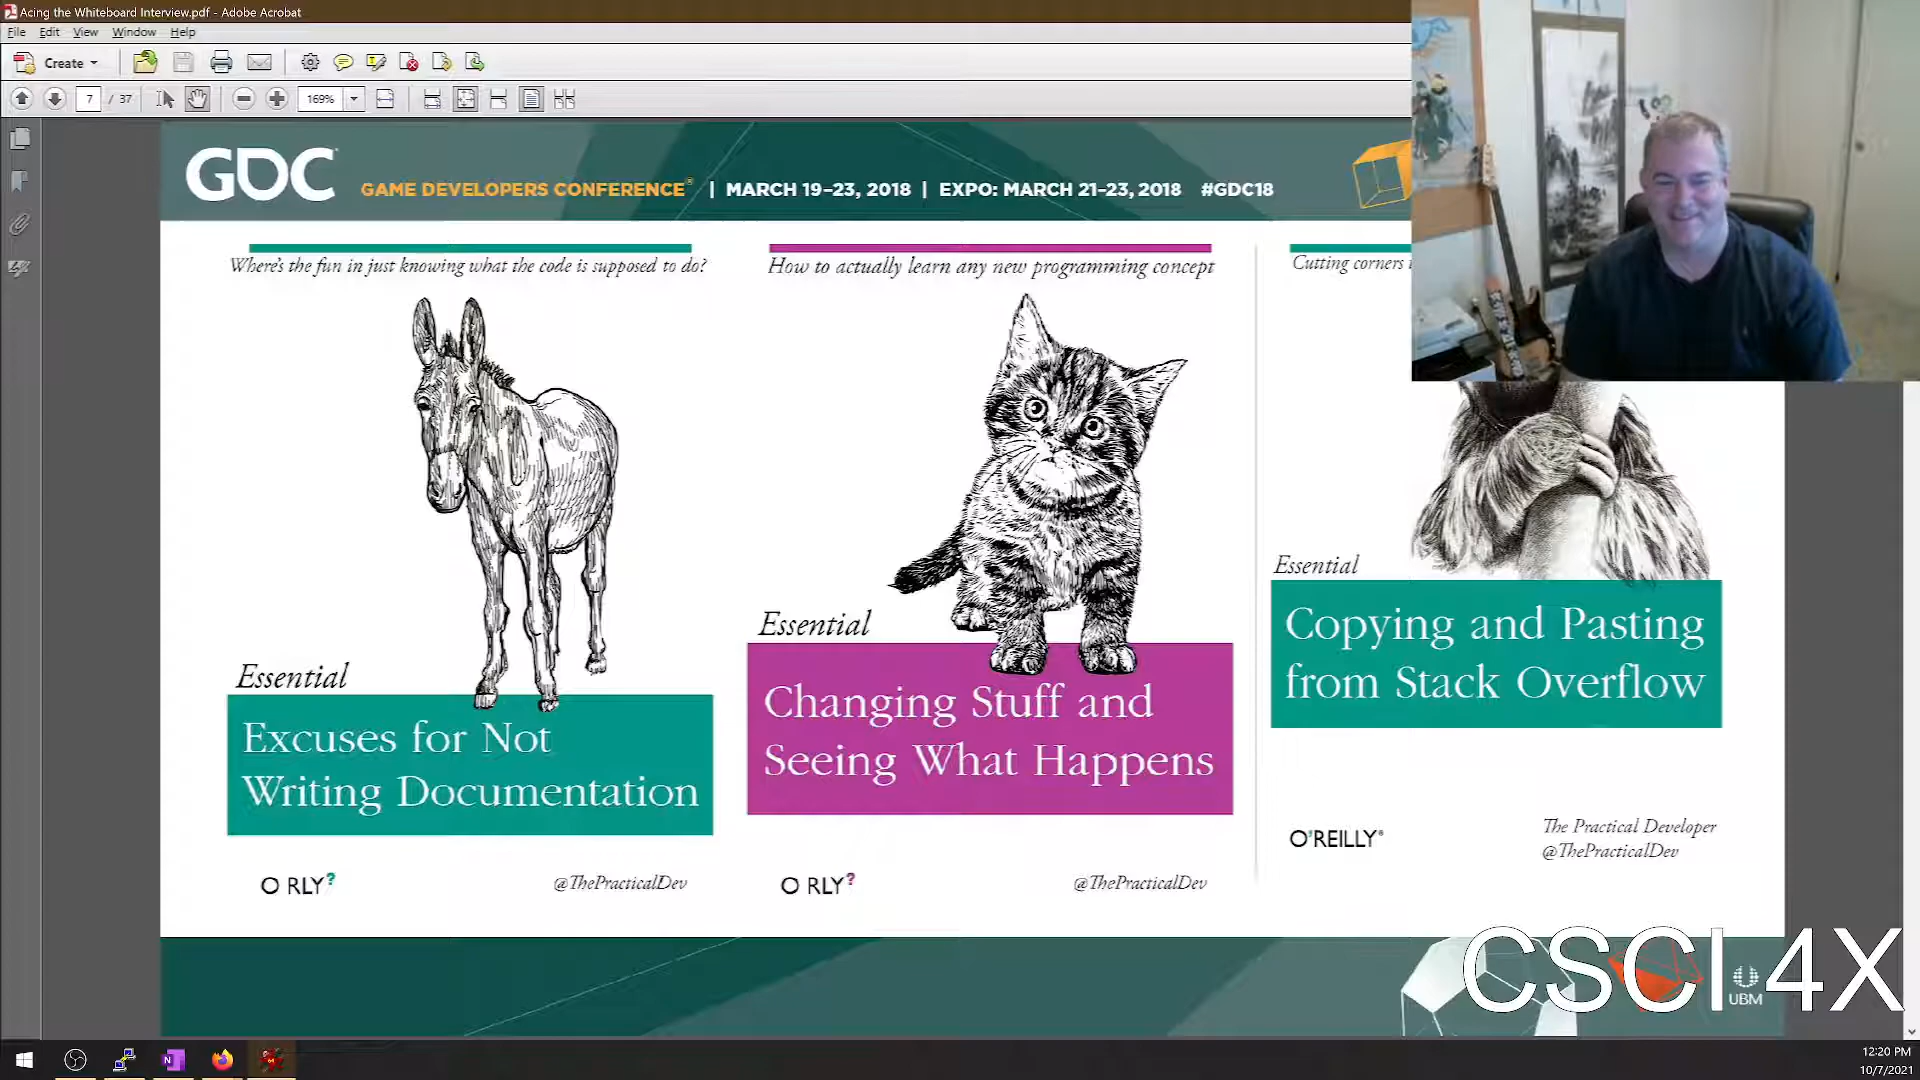 Acing the Whiteboard Interview.pdf - Adobe Acrobat
File Edit View Window Help
Create
7 / 37 169%
GDC GAME DEVELOPERS CONFERENCE® | MARCH 19–23, 2018 | EXPO: MARCH 21–23, 2018 #GDC18
Where's the fun in just knowing what the code is supposed to do?
Essential
Excuses for Not
Writing Documentation
O RLY?
@ThePracticalDev
How to actually learn any new programming concept
Essential
Changing Stuff and
Seeing What Happens
O RLY?
@ThePracticalDev
Cutting corners
Essential
Copying and Pasting
from Stack Overflow
O'REILLY®
The Practical Developer
@ThePracticalDev
CSCI 4X
UBM
12:20 PM
10/7/2021